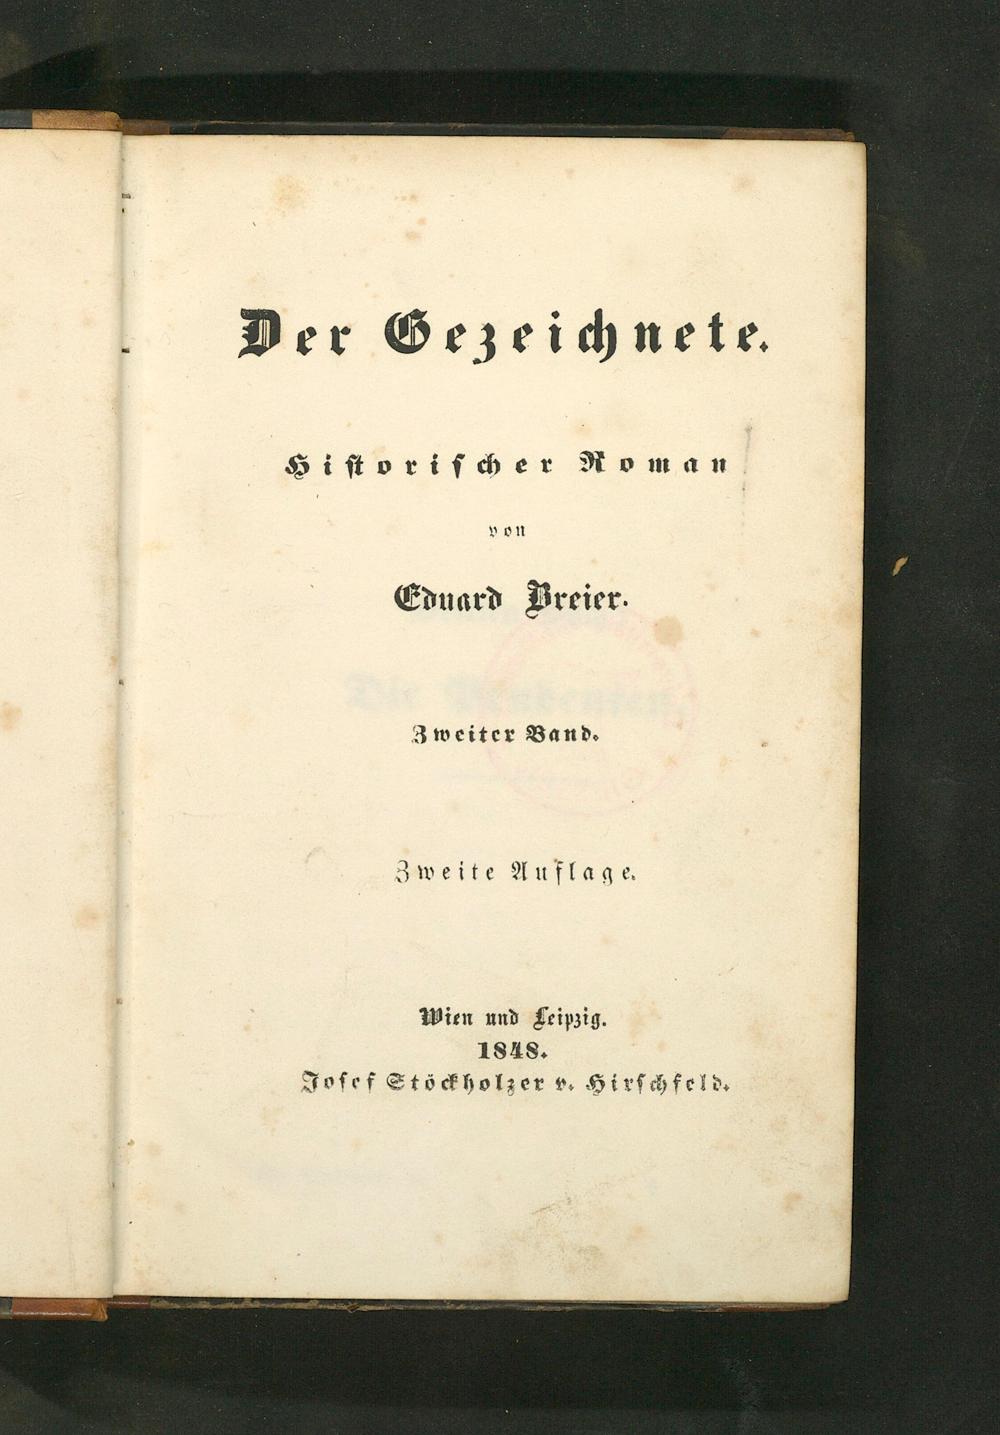 Der Gezeichnete.
Historischer Roman
von
Eduard Breier.
Zweiter Band.
Zweite Auflage.
Wien und Leipzig.
1848.
Josef Stöckholzer v. Hirschfeld.